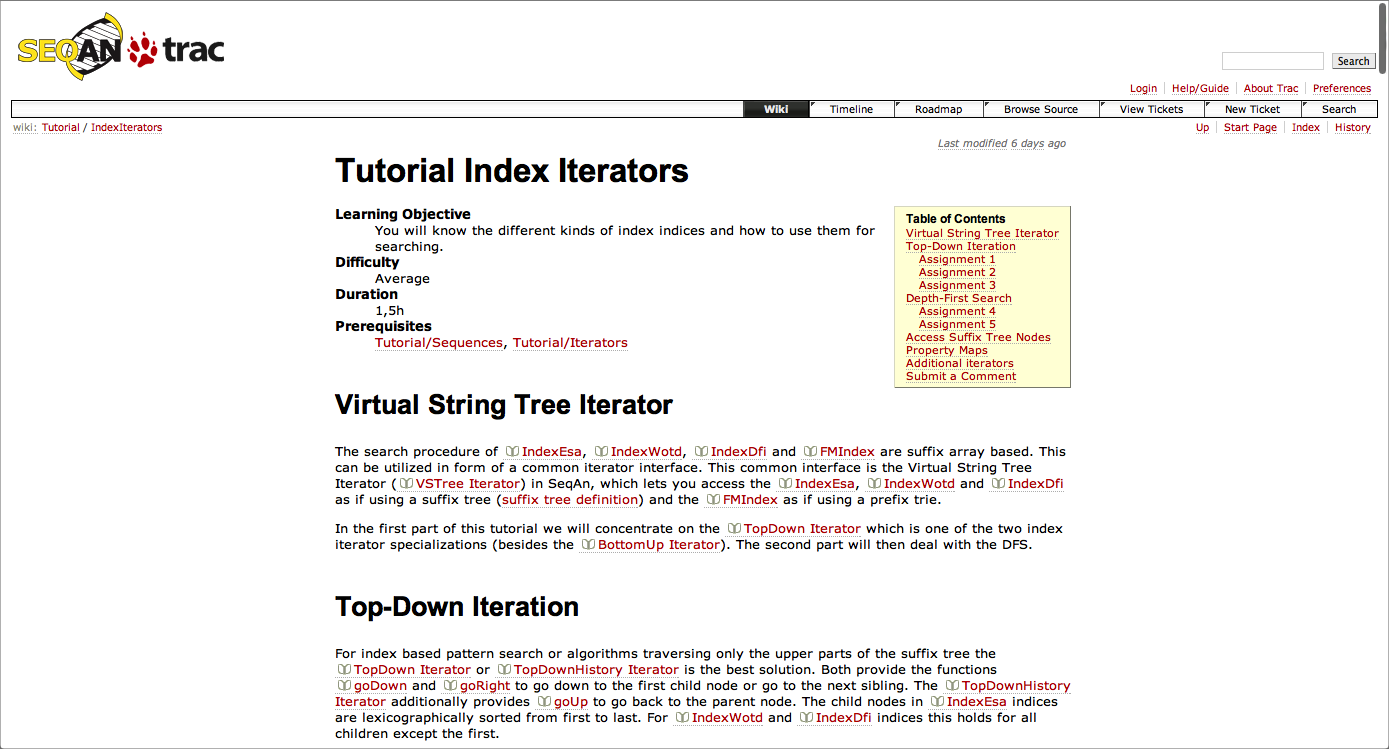 SEQAN trac
Search
Login Help/Guide About Trac Preferences
Wiki Timeline Roadmap Browse Source View Tickets New Ticket Search
wiki: Tutorial / IndexIterators
Up Start Page Index History
Last modified 6 days ago
Tutorial Index Iterators
Learning Objective
You will know the different kinds of index indices and how to use them for
searching.
Difficulty
Average
Duration
1,5h
Prerequisites
Tutorial/Sequences, Tutorial/Iterators
Table of Contents
Virtual String Tree Iterator
Top-Down Iteration
Assignment 1
Assignment 2
Assignment 3
Depth-First Search
Assignment 4
Assignment 5
Access Suffix Tree Nodes
Property Maps
Additional iterators
Submit a Comment
Virtual String Tree Iterator
The search procedure of IndexEsa, IndexWotd, IndexDfi and FMIndex are suffix array based. This
can be utilized in form of a common iterator interface. This common interface is the Virtual String Tree
Iterator ( VSTree Iterator) in SeqAn, which lets you access the IndexEsa, IndexWotd and IndexDfi
as if using a suffix tree (suffix tree definition) and the FMIndex as if using a prefix trie.
In the first part of this tutorial we will concentrate on the TopDown Iterator which is one of the two index
iterator specializations (besides the BottomUp Iterator). The second part will then deal with the DFS.
Top-Down Iteration
For index based pattern search or algorithms traversing only the upper parts of the suffix tree the
TopDown Iterator or TopDownHistory Iterator is the best solution. Both provide the functions
goDown and goRight to go down to the first child node or go to the next sibling. The TopDownHistory
Iterator additionally provides goUp to go back to the parent node. The child nodes in IndexEsa indices
are lexicographically sorted from first to last. For IndexWotd and IndexDfi indices this holds for all
children except the first.